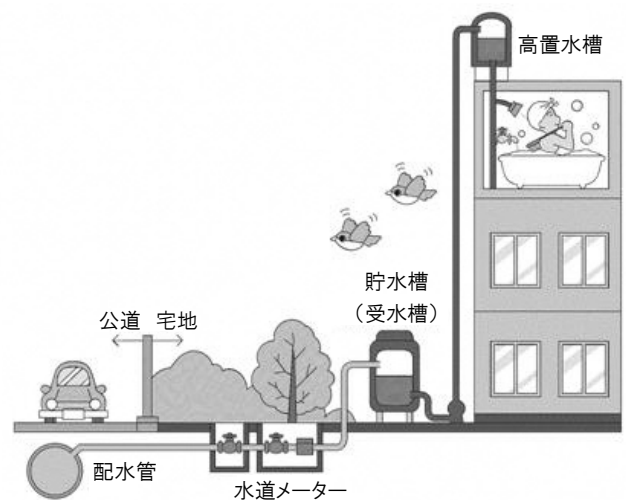 高置水槽
貯水槽
（受水槽）
公道 宅地
配水管
水道メーター